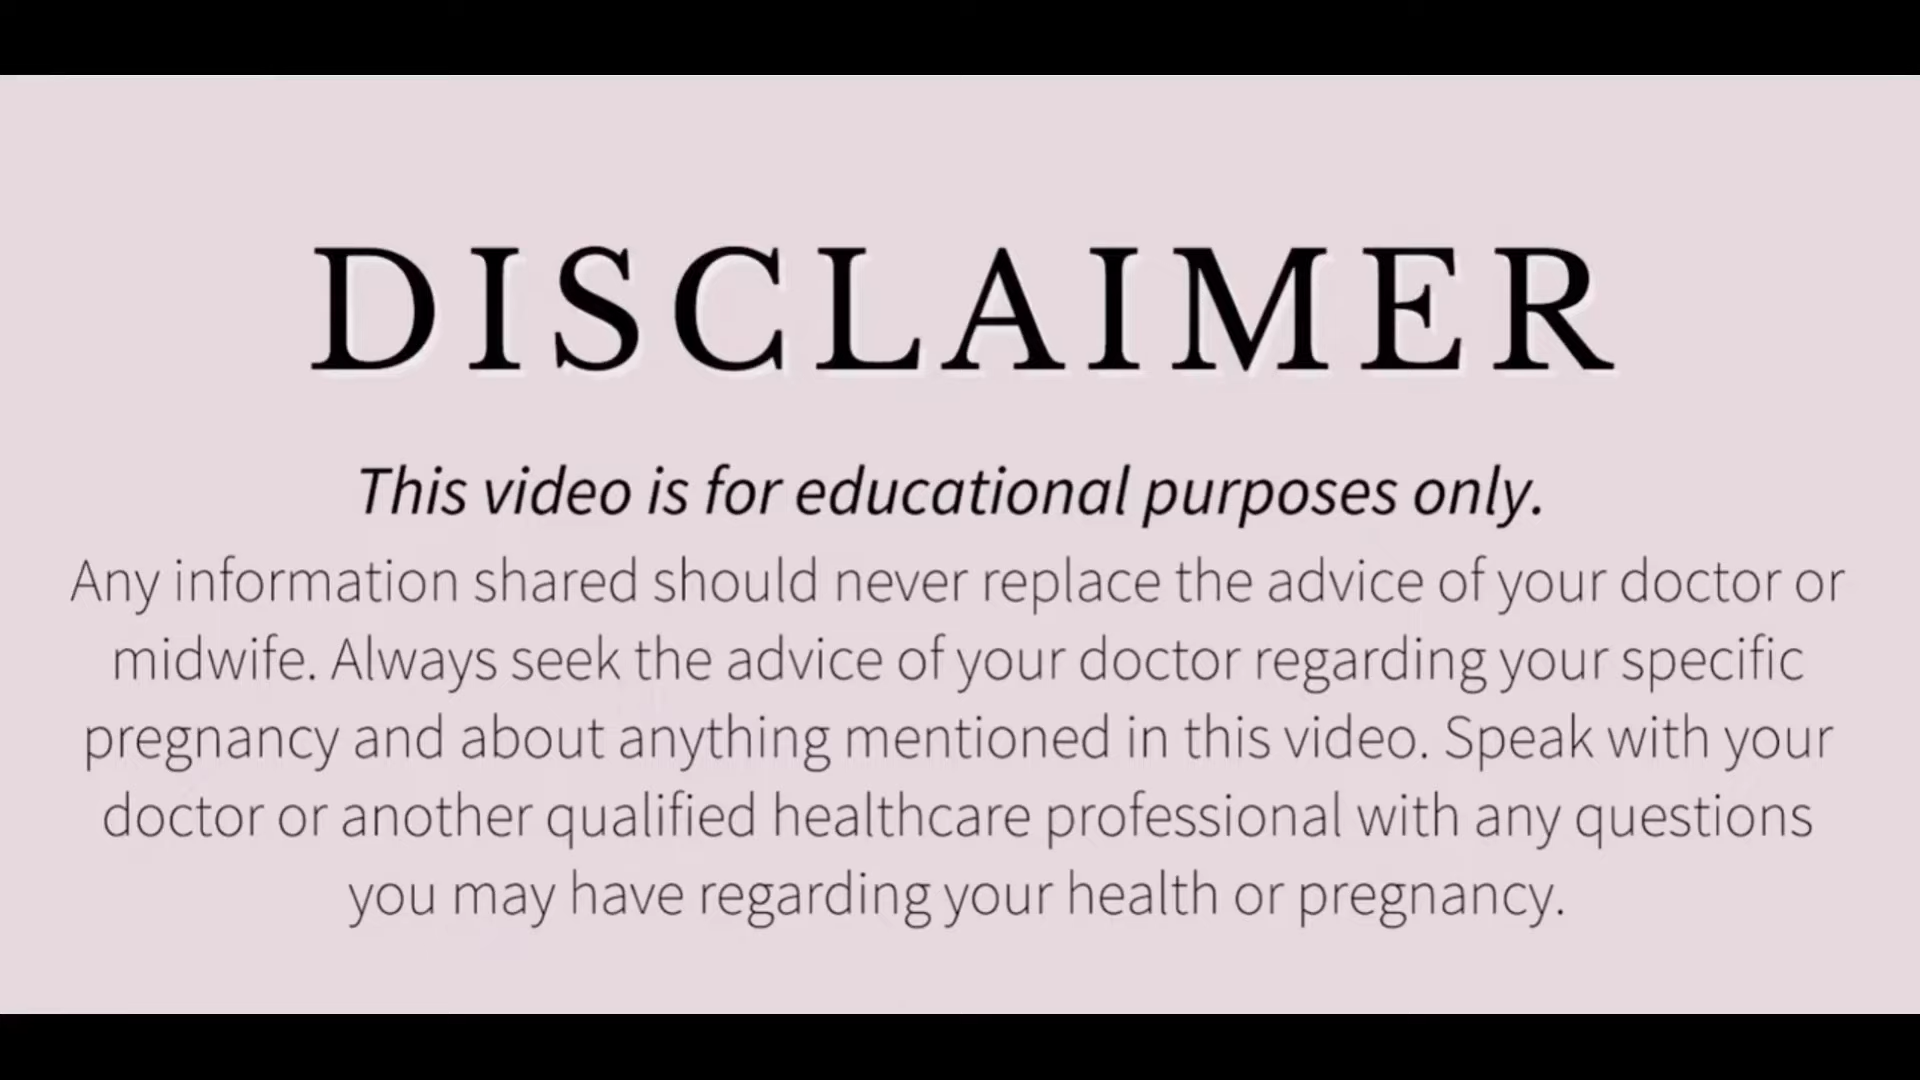 DISCLAIMER
This video is for educational purposes only.
Any information shared should never replace the advice of your doctor or
midwife. Always seek the advice of your doctor regarding your specific
pregnancy and about anything mentioned in this video. Speak with your
doctor or another qualified healthcare professional with any questions
you may have regarding your health or pregnancy.